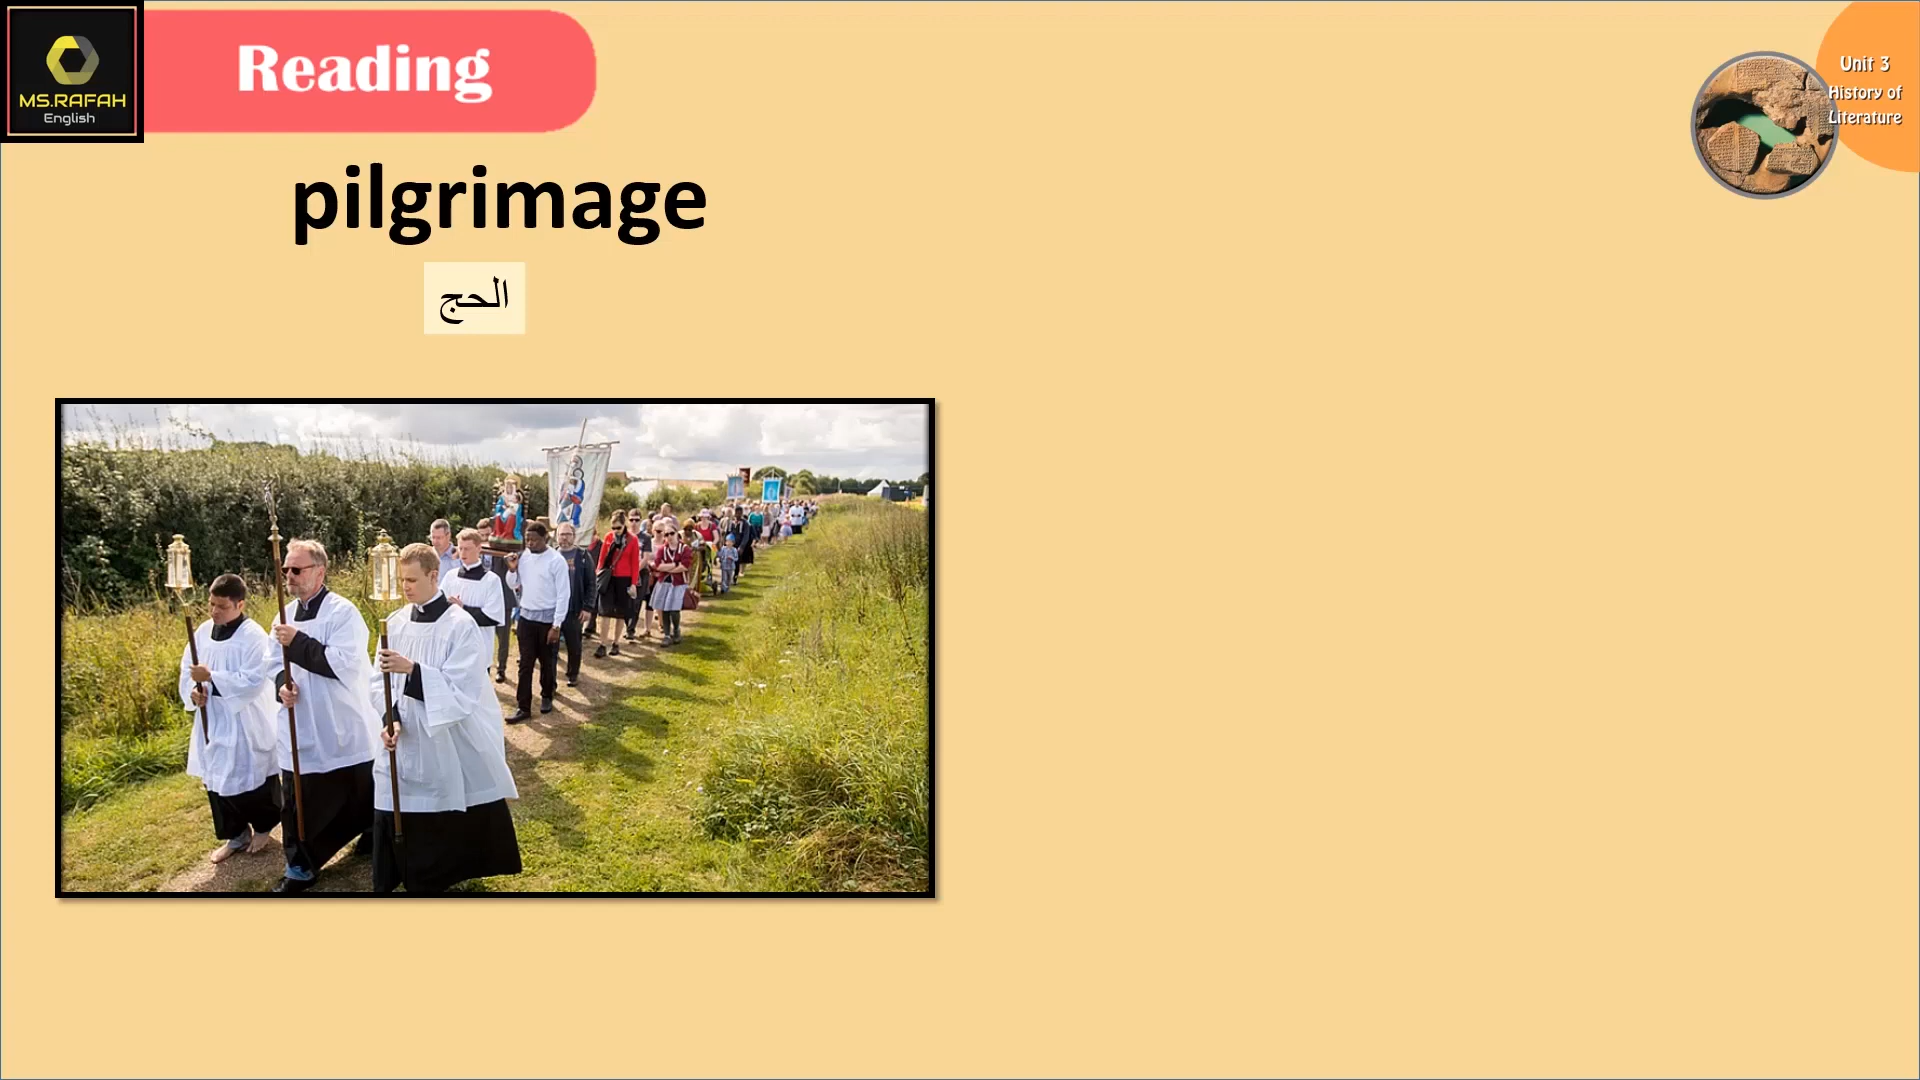 MS.RAFAH
English
Reading
Unit 3
History of
Literature
pilgrimage
الحج